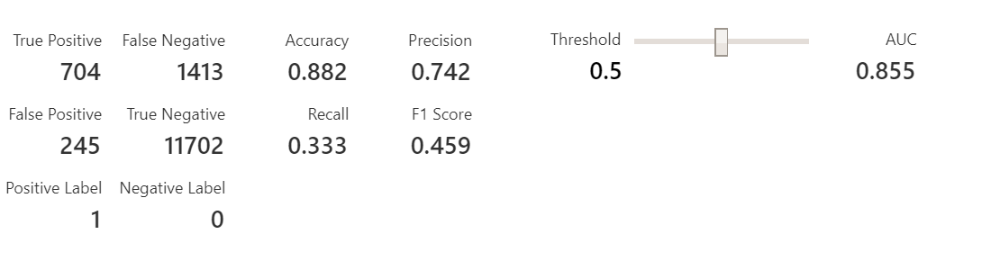 True Positive False Negative Accuracy Precision Threshold AUC
704 1413 0.882 0.742 0.5 0.855
False Positive True Negative Recall F1 Score
245 11702 0.333 0.459
Positive Label Negative Label
1 0